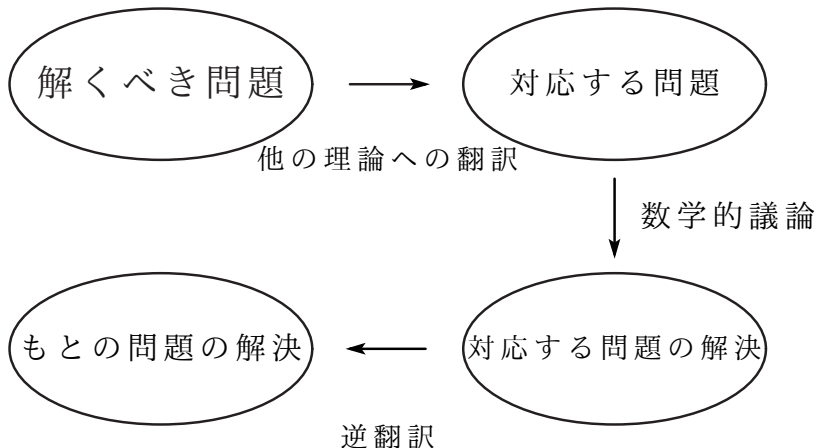 解くべき問題
対応する問題
他の理論への翻訳
数学的議論
もとの問題の解決
対応する問題の解決
逆翻訳